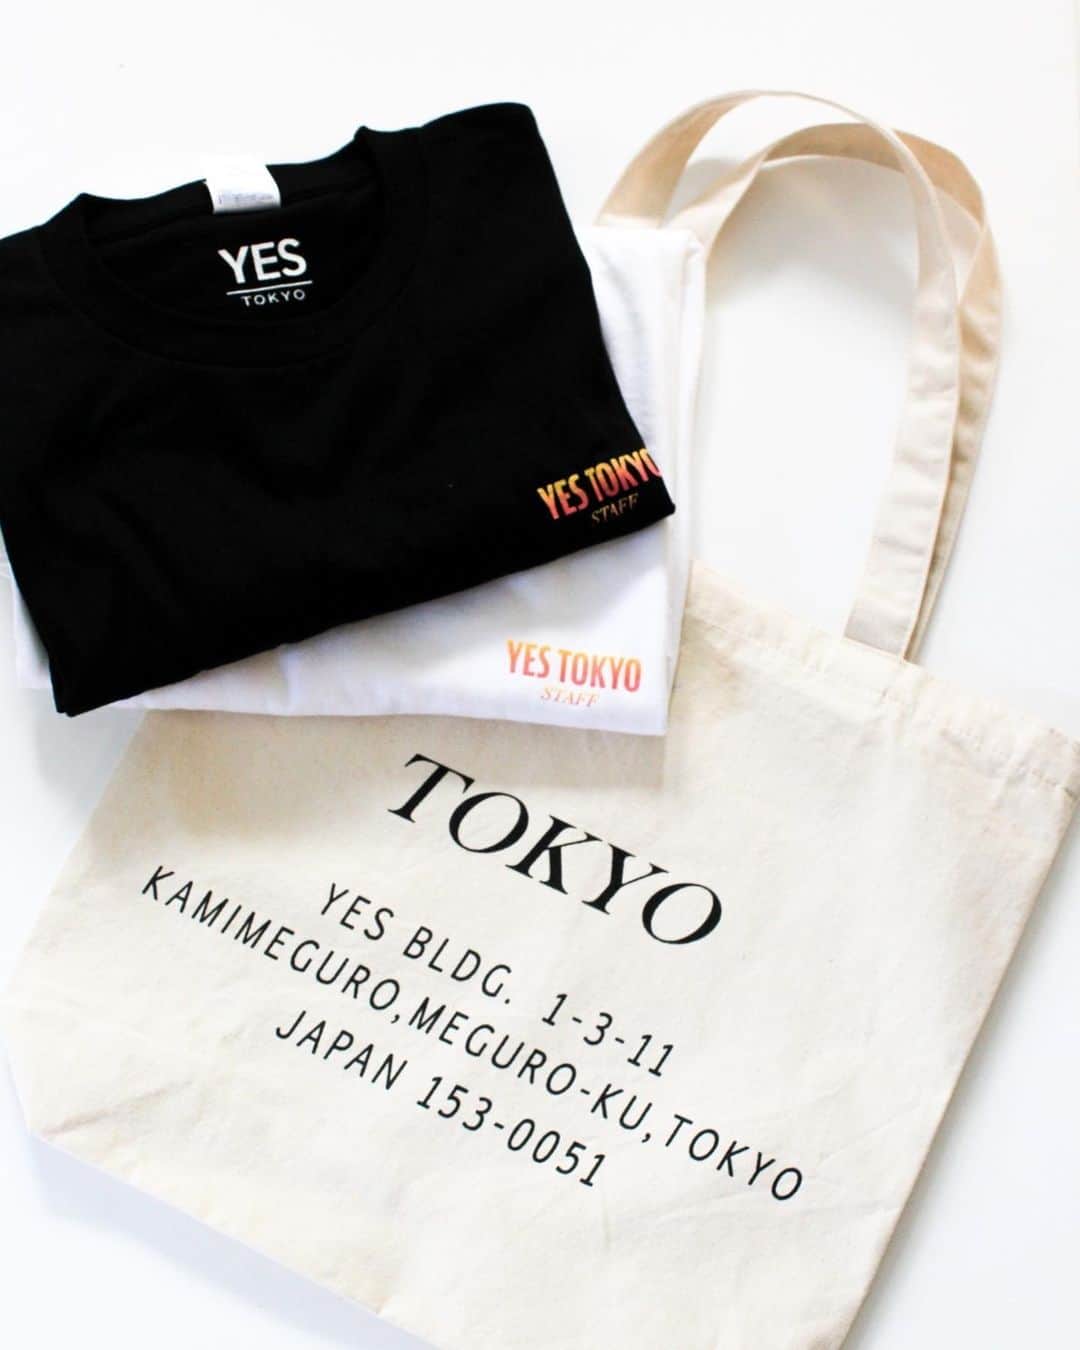 YES
TOKYO
YES TOKYO
STAFF
YES TOKYO
STAFF
TOKYO
YES BLDG. 1-3-11
KAMIMEGURO,MEGURO-KU,TOKYO
JAPAN 153-0051